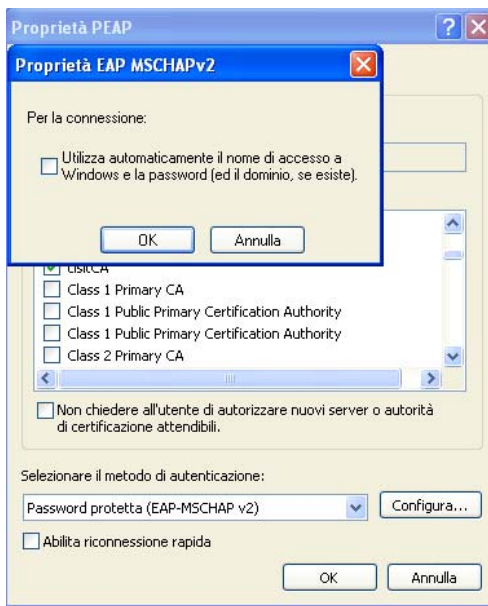 Proprietà PEAP
Proprietà EAP MSCHAPv2
Per la connessione:
Utilizza automaticamente il nome di accesso a
Windows e la password (ed il dominio, se esiste).
OK
Annulla
Class 1 Primary CA
Class 1 Public Primary Certification Authority
Class 1 Public Primary Certification Authority
Class 2 Primary CA
Non chiedere all'utente di autorizzare nuovi server o autorità
di certificazione attendibili.
Selezionare il metodo di autenticazione:
Password protetta (EAP-MSCHAP v2)
Configura...
Abilita riconnessione rapida
OK
Annulla